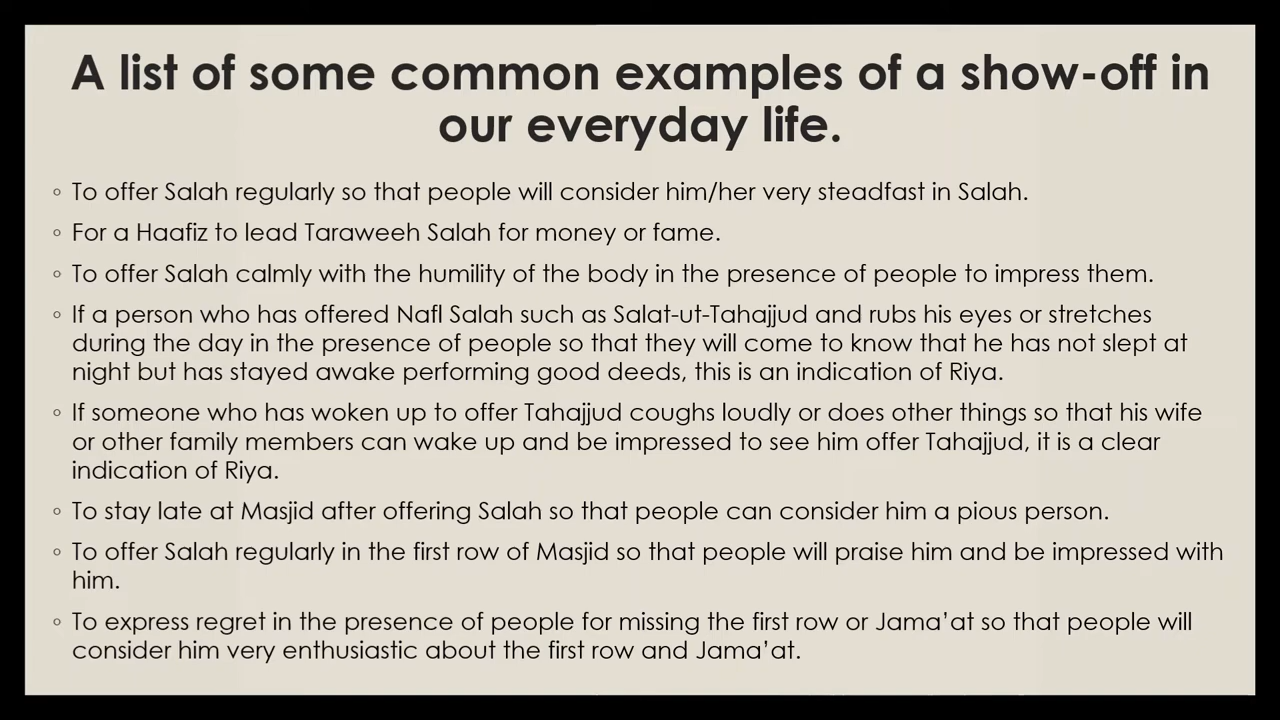 A list of some common examples of a show-off in
our everyday life.
◦ To offer Salah regularly so that people will consider him/her very steadfast in Salah.
◦ For a Haafiz to lead Taraweeh Salah for money or fame.
◦ To offer Salah calmly with the humility of the body in the presence of people to impress them.
◦ If a person who has offered Nafl Salah such as Salat-ut-Tahajjud and rubs his eyes or stretches
during the day in the presence of people so that they will come to know that he has not slept at
night but has stayed awake performing good deeds, this is an indication of Riya.
◦ If someone who has woken up to offer Tahajjud coughs loudly or does other things so that his wife
or other family members can wake up and be impressed to see him offer Tahajjud, it is a clear
indication of Riya.
◦ To stay late at Masjid after offering Salah so that people can consider him a pious person.
◦ To offer Salah regularly in the first row of Masjid so that people will praise him and be impressed with
him.
◦ To express regret in the presence of people for missing the first row or Jama’at so that people will
consider him very enthusiastic about the first row and Jama’at.